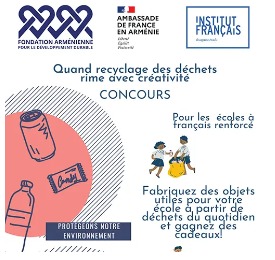 FONDATION ARMÉNIENNE
POUR LE DÉVELOPPEMENT DURABLE
AMBASSADE
DE FRANCE
EN ARMÉNIE
Liberté
Égalité
Fraternité
INSTITUT
FRANÇAIS
Quand recyclage des déchets
rime avec créativité
CONCOURS
Pour les écoles à
français renforcé
Candy
Fabriquez des objets
utiles pour votre
école à partir de
déchets du quotidien
et gagnez des
cadeaux!
PROTÉGEONS NOTRE
ENVIRONNEMENT